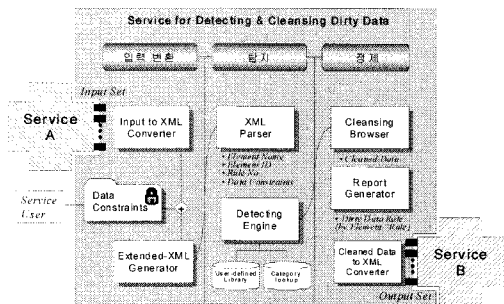 Service for Detecting & Cleansing Dirty Data
입력 변환
탐지
정제
Input Set
Service
A
Input to XML
Converter
XML
Parser
• Element Name
• Element ID
• Rule No
• Data Constraints
Cleansing
Browser
• Cleaned Data
Report
Generator
• Dirty Data Rate
(by Element / Rule)
Service
User
Data
Constraints
+
Detecting
Engine
Extended-XML
Generator
User-defined
Library
Category
lookup
Cleaned Data
to XML
Converter
Service
B
Output Set